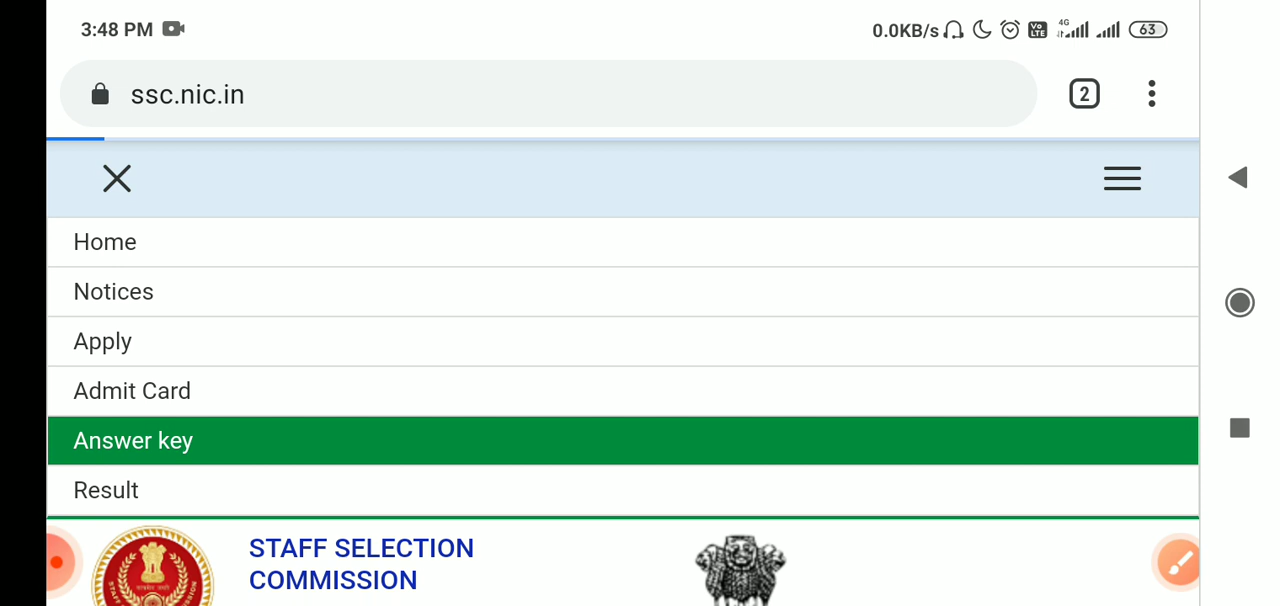 3:48 PM
0.0KB/s 4G 63
ssc.nic.in
2
Home
Notices
Apply
Admit Card
Answer key
Result
STAFF SELECTION
COMMISSION